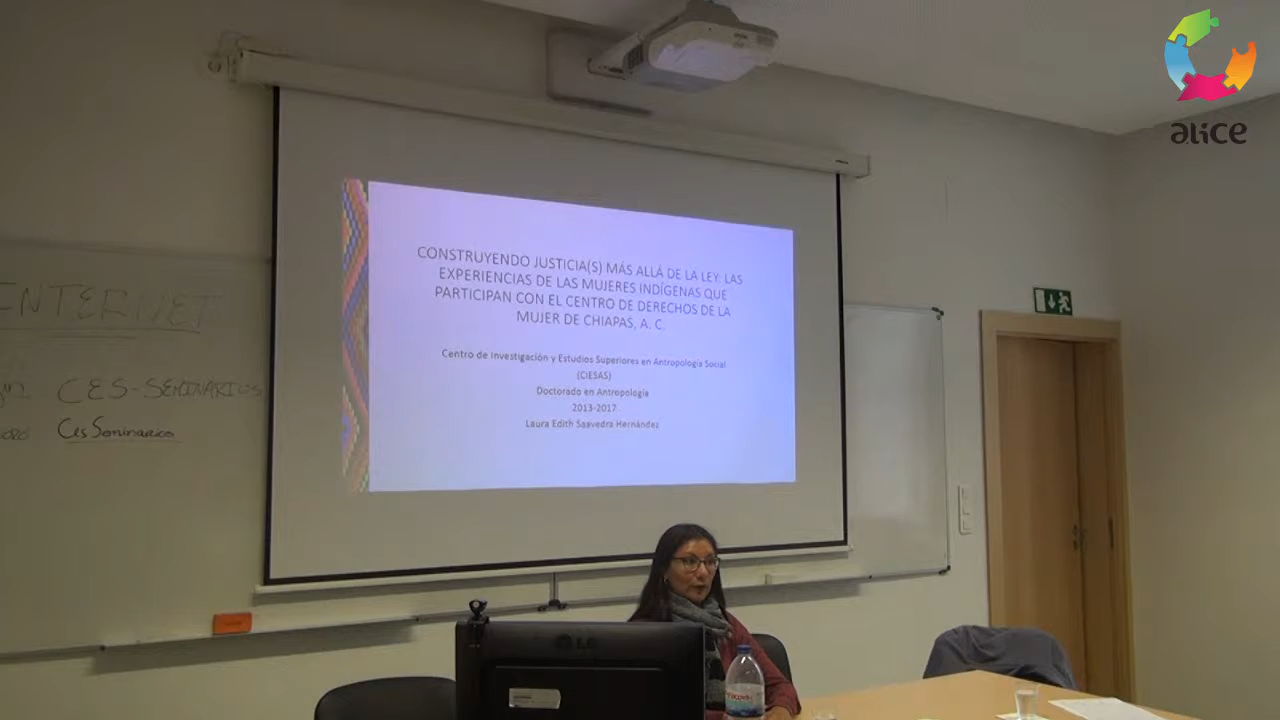 alice
CONSTRUYENDO JUSTICIA(S) MÁS ALLÁ DE LA LEY: LAS
EXPERIENCIAS DE LAS MUJERES INDÍGENAS QUE
PARTICIPAN CON EL CENTRO DE DERECHOS DE LA
MUJER DE CHIAPAS, A. C.
Centro de Investigación y Estudios Superiores en Antropología Social
(CIESAS)
Doctorado en Antropología
2013-2017
Laura Edith Saavedra Hernández
INTERNET
CES-SEMINARIOS
LG